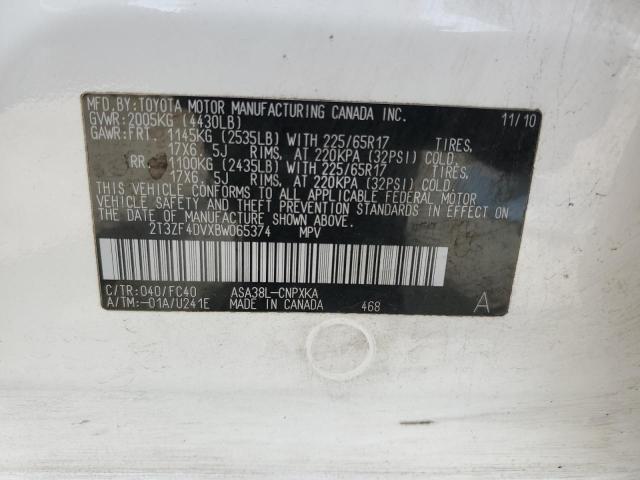 MFD.BY:TOYOTA MOTOR MANUFACTURING CANADA INC. 11/10
GVWR:2005KG (4430LB)
GAWR:FRT. 1145KG (2535LB) WITH 225/65R17 TIRES,
17X6.5J RIMS, AT 220KPA (32PSI) COLD.
RR. 1100KG (2435LB) WITH 225/65R17 TIRES,
17X6.5J RIMS, AT 220KPA (32PSI) COLD.
THIS VEHICLE CONFORMS TO ALL APPLICABLE FEDERAL MOTOR
VEHICLE SAFETY AND THEFT PREVENTION STANDARDS IN EFFECT ON
THE DATE OF MANUFACTURE SHOWN ABOVE.
2T3ZF4DVXBW065374 MPV
C/TR:040/FC40 ASA38L-CNPXKA
A/TM:-01A/U241E MADE IN CANADA 468 A